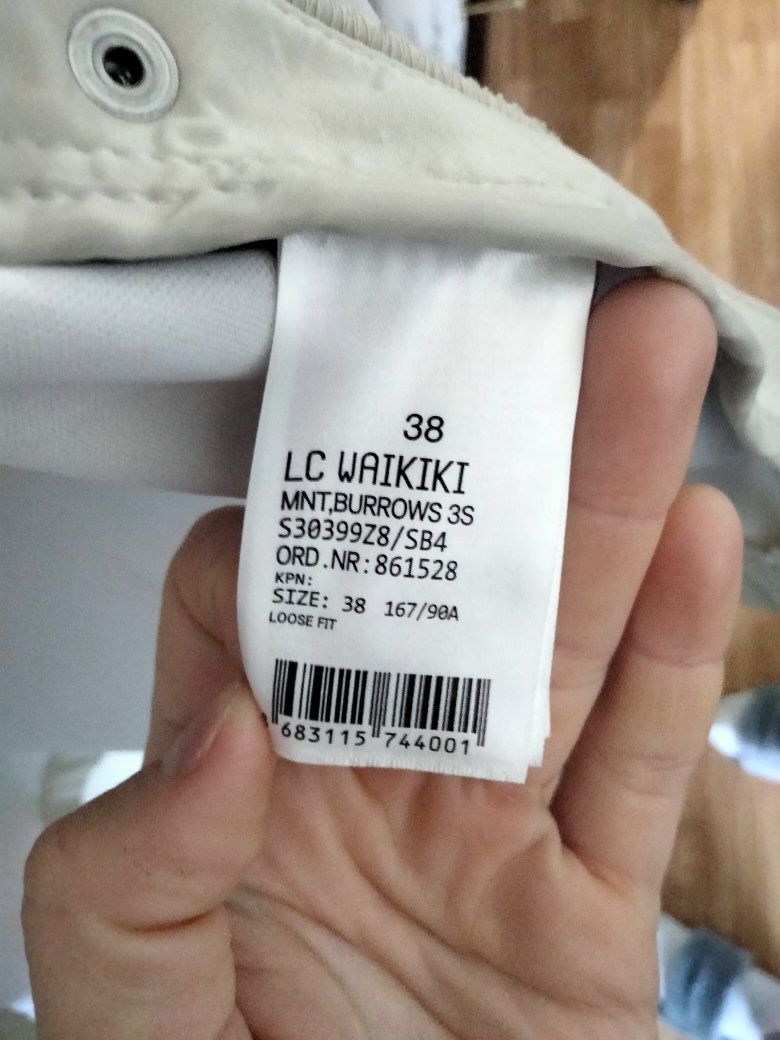 38
LC WAIKIKI
MNT,BURROWS 3S
S30399Z8/SB4
ORD.NR:861528
KPN:
SIZE: 38 167/90A
LOOSE FIT
683115 744001